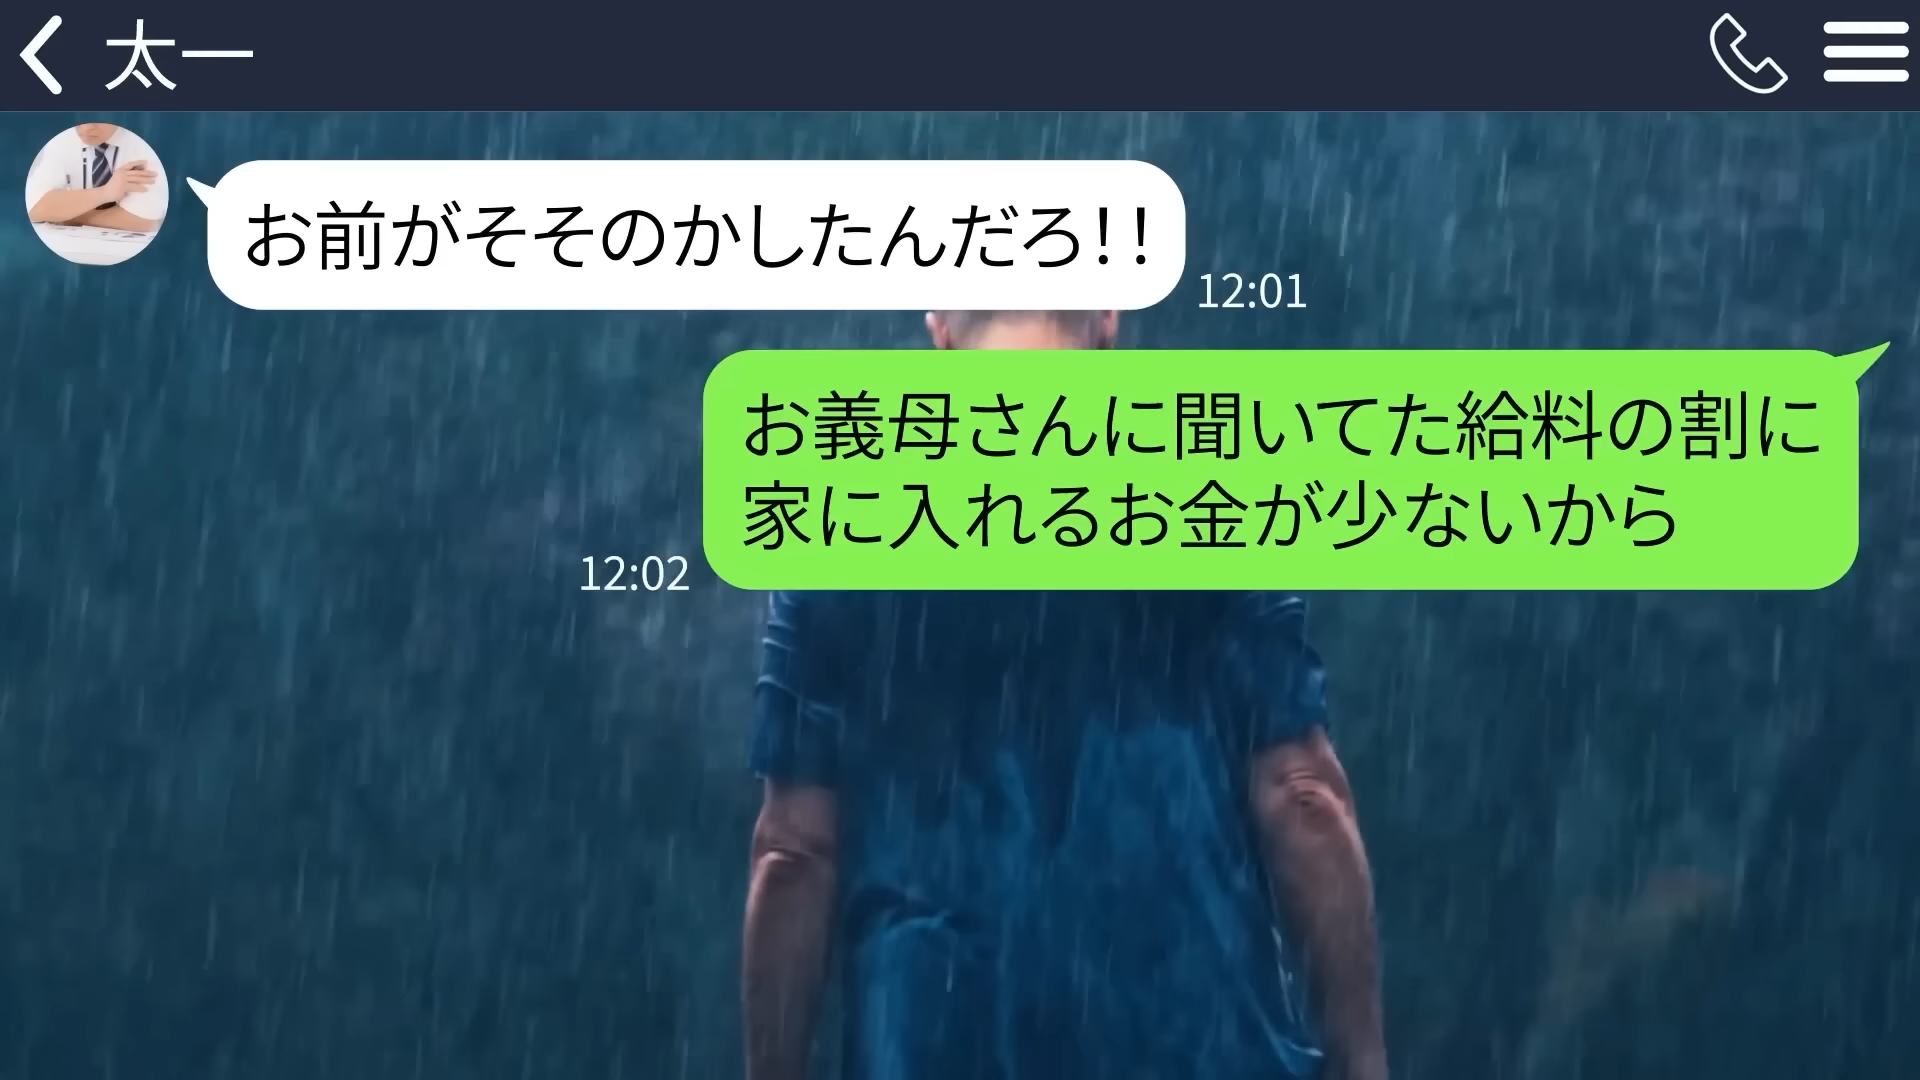 太一
お前がそそのかしたんだろ！！
12:01
お義母さんに聞いてた給料の割に
家に入れるお金が少ないから
12:02